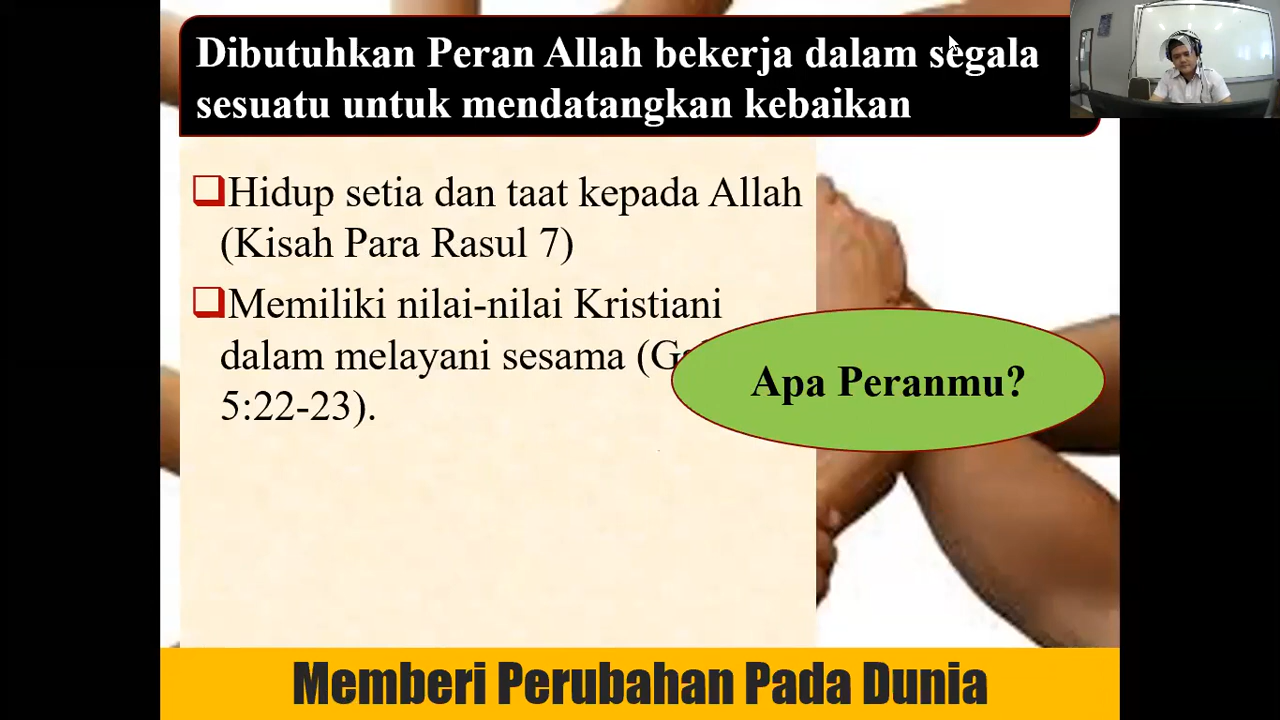 Dibutuhkan Peran Allah bekerja dalam segala
sesuatu untuk mendatangkan kebaikan
Hidup setia dan taat kepada Allah
(Kisah Para Rasul 7)
Memiliki nilai-nilai Kristiani
dalam melayani sesama
5:22-23).
Apa Peranmu?
Memberi Perubahan Pada Dunia